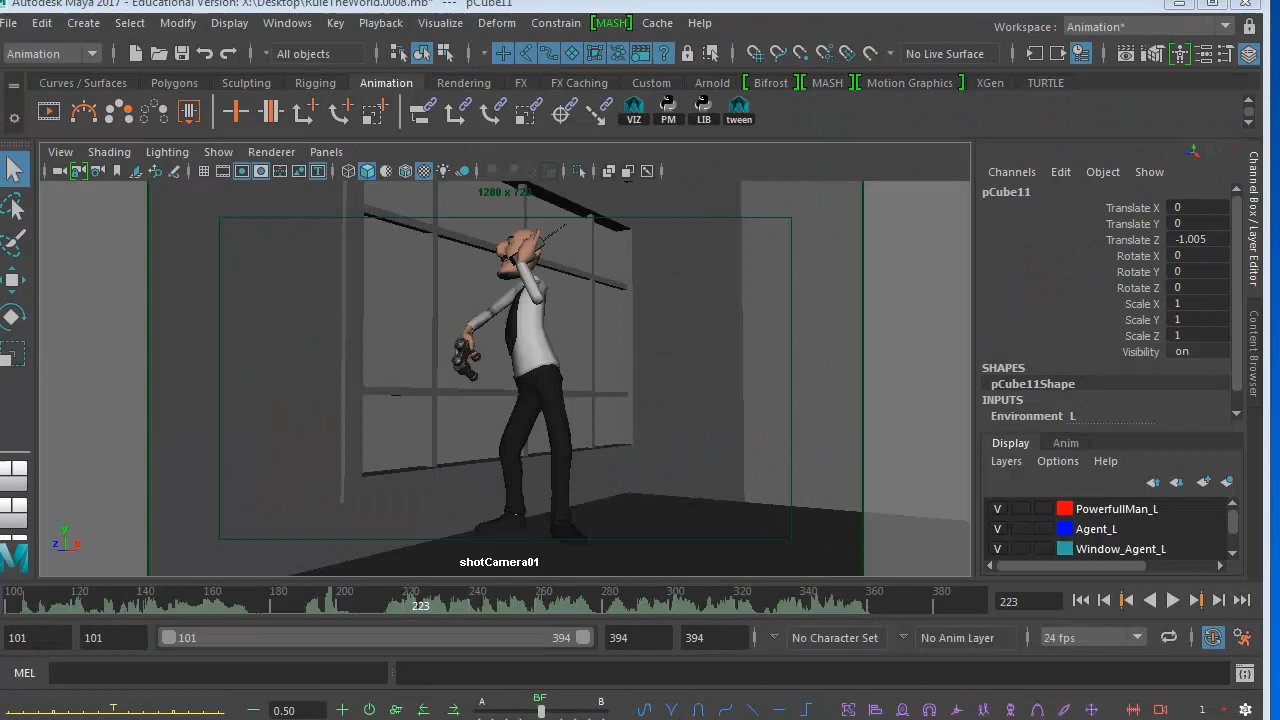 Autodesk Maya 2017 - Educational Version: X:\Desktop\RuleTheWorld.0008.mb* --- pCube11
File Edit Create Select Modify Display Windows Key Playback Visualize Deform Constrain [MASH] Cache Help
Workspace : Animation*
Animation All objects No Live Surface
Curves / Surfaces Polygons Sculpting Rigging Animation Rendering FX FX Caching Custom Arnold Bifrost MASH Motion Graphics XGen TURTLE
VIZ PM LIB tween
View Shading Lighting Show Renderer Panels
1280 x 720
shotCamera01
Channels Edit Object Show
pCube11
Translate X 0
Translate Y 0
Translate Z -1.005
Rotate X 0
Rotate Y 0
Rotate Z 0
Scale X 1
Scale Y 1
Scale Z 1
Visibility on
SHAPES
pCube11Shape
INPUTS
Environment_L
Display Anim
Layers Options Help
V PowerfullMan_L
V Agent_L
V Window_Agent_L
Channel Box / Layer Editor
Content Browser
y
z x
100 120 140 160 180 200 220 240 260 280 300 320 340 360 380
223
223
101 101 101 394 394 394 No Character Set No Anim Layer 24 fps
MEL
T 0.50 A BF B 1